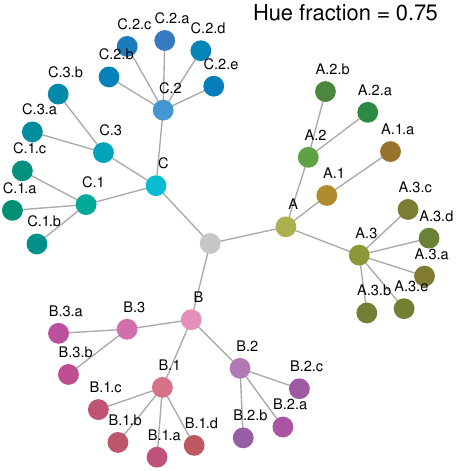 Hue fraction = 0.75
C.2.c
C.2.a
C.2.d
C.2.b
C.2.e
C.2
C.3.b
C.3.a
C.3
C.1.c
C.1.a
C.1.b
C.1
C
A.2.b
A.2.a
A.2
A.1.a
A.1
A
A.3.c
A.3.d
A.3
A.3.a
A.3.b
A.3.e
B
B.3.a
B.3
B.3.b
B.2
B.2.c
B.1
B.1.c
B.1.b
B.1.a
B.1.d
B.2.b
B.2.a